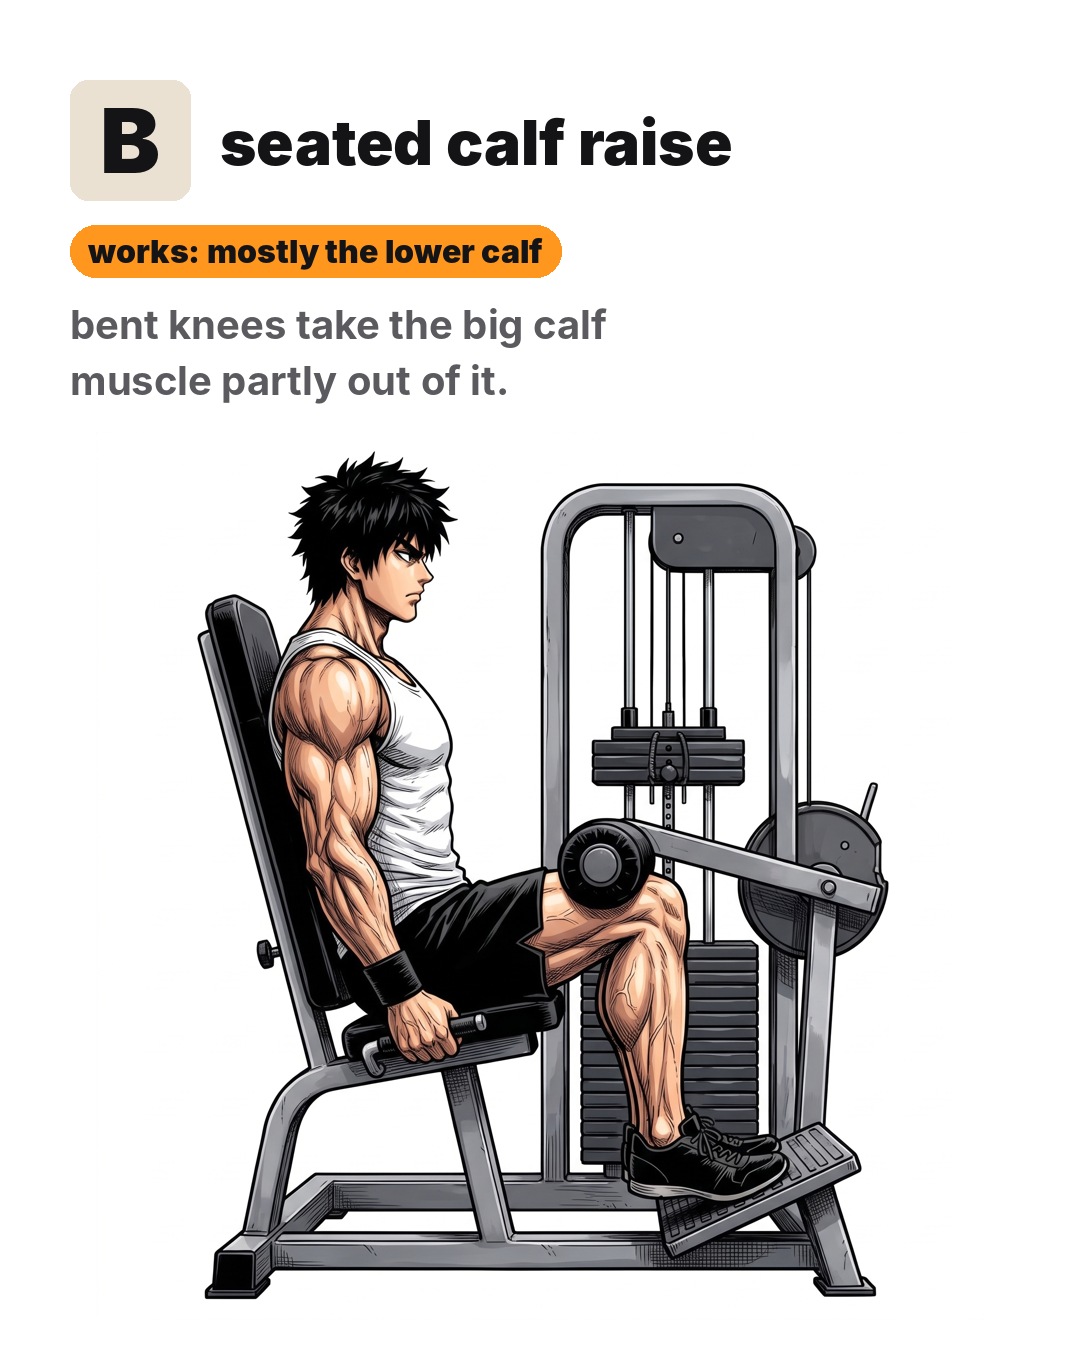 B
seated calf raise
works: mostly the lower calf
bent knees take the big calf
muscle partly out of it.